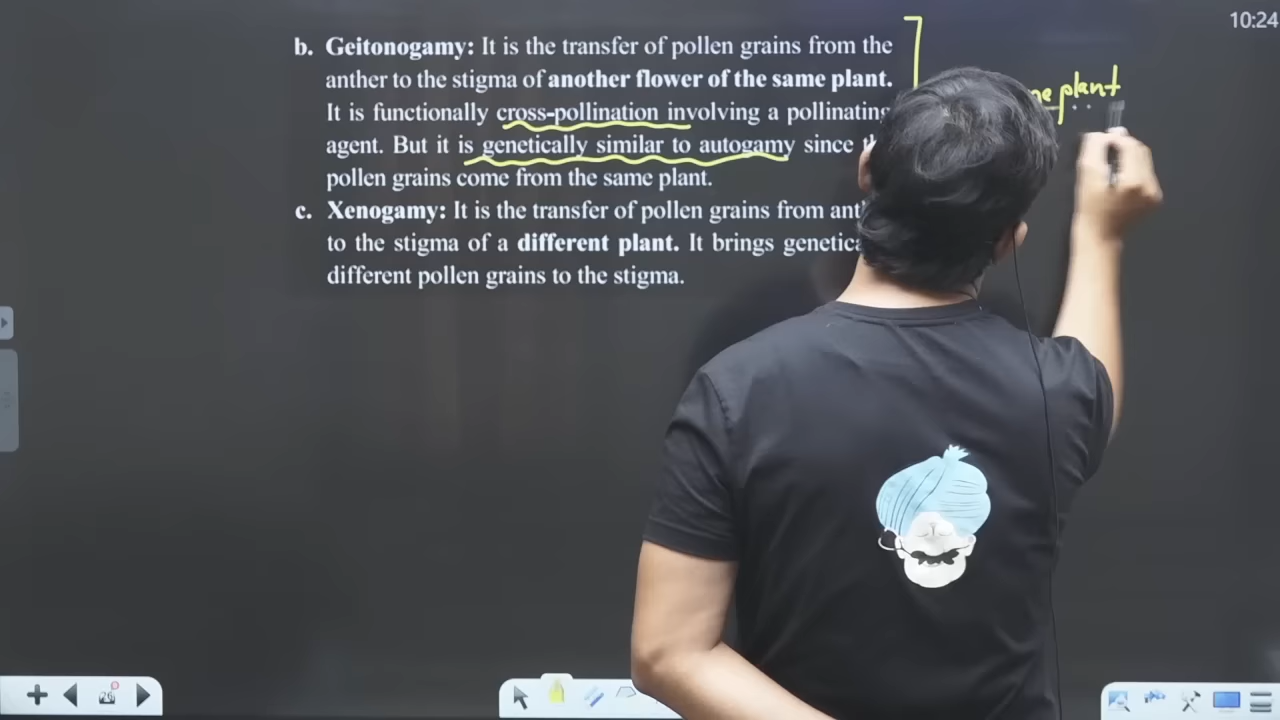 10:24
b. Geitonogamy: It is the transfer of pollen grains from the
anther to the stigma of another flower of the same plant.
plant
It is functionally cross-pollination involving a pollinating
agent. But it is genetically similar to autogamy since
pollen grains come from the same plant.
c. Xenogamy: It is the transfer of pollen grains from
to the stigma of a different plant. It brings
different pollen grains to the stigma.